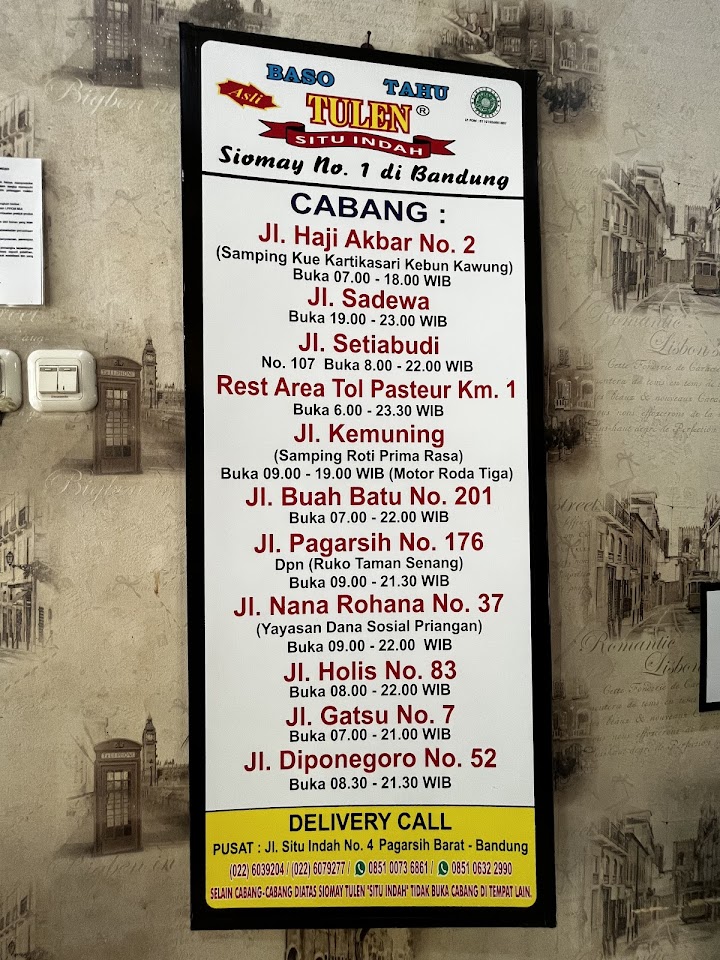 BASO TAHU
Asli
TULEN ®
SITU INDAH
Siomay No. 1 di Bandung
CABANG :
Jl. Haji Akbar No. 2
(Samping Kue Kartikasari Kebun Kawung)
Buka 07.00 - 18.00 WIB
Jl. Sadewa
Buka 19.00 - 23.00 WIB
Jl. Setiabudi
No. 107 Buka 8.00 - 22.00 WIB
Rest Area Tol Pasteur Km. 1
Buka 6.00 - 23.30 WIB
Jl. Kemuning
(Samping Roti Prima Rasa)
Buka 09.00 - 19.00 WIB (Motor Roda Tiga)
Jl. Buah Batu No. 201
Buka 07.00 - 22.00 WIB
Jl. Pagarsih No. 176
Dpn (Ruko Taman Senang)
Buka 09.00 - 21.30 WIB
Jl. Nana Rohana No. 37
(Yayasan Dana Sosial Priangan)
Buka 09.00 - 22.00 WIB
Jl. Holis No. 83
Buka 08.00 - 22.00 WIB
Jl. Gatsu No. 7
Buka 07.00 - 21.00 WIB
Jl. Diponegoro No. 52
Buka 08.30 - 21.30 WIB
DELIVERY CALL
PUSAT : Jl. Situ Indah No. 4 Pagarsih Barat - Bandung
(022) 6039204 / (022) 6079277 / 0851 0073 6861 / 0851 0632 2990
SELAIN CABANG-CABANG DIATAS SIOMAY TULEN "SITU INDAH" TIDAK BUKA CABANG DI TEMPAT LAIN.
TELEPHONE
Romantic
Lisbon